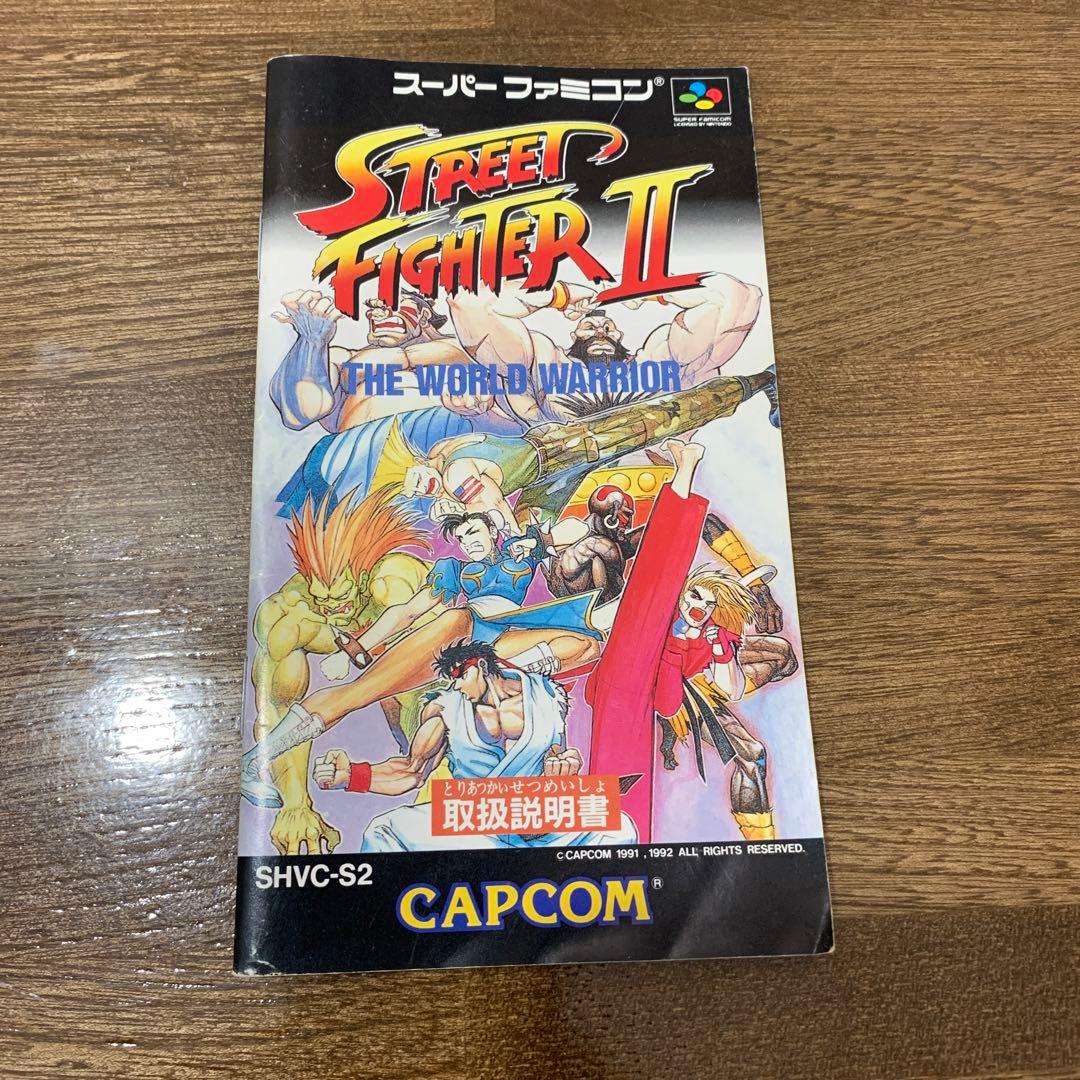 スーパーファミコン®
SUPER FAMICOM
LICENSED BY NINTENDO
STREET
FIGHTER II
THE WORLD WARRIOR
とりあつかいせつめいしょ
取扱説明書
© CAPCOM 1991 ,1992 ALL RIGHTS RESERVED.
SHVC-S2
CAPCOM®